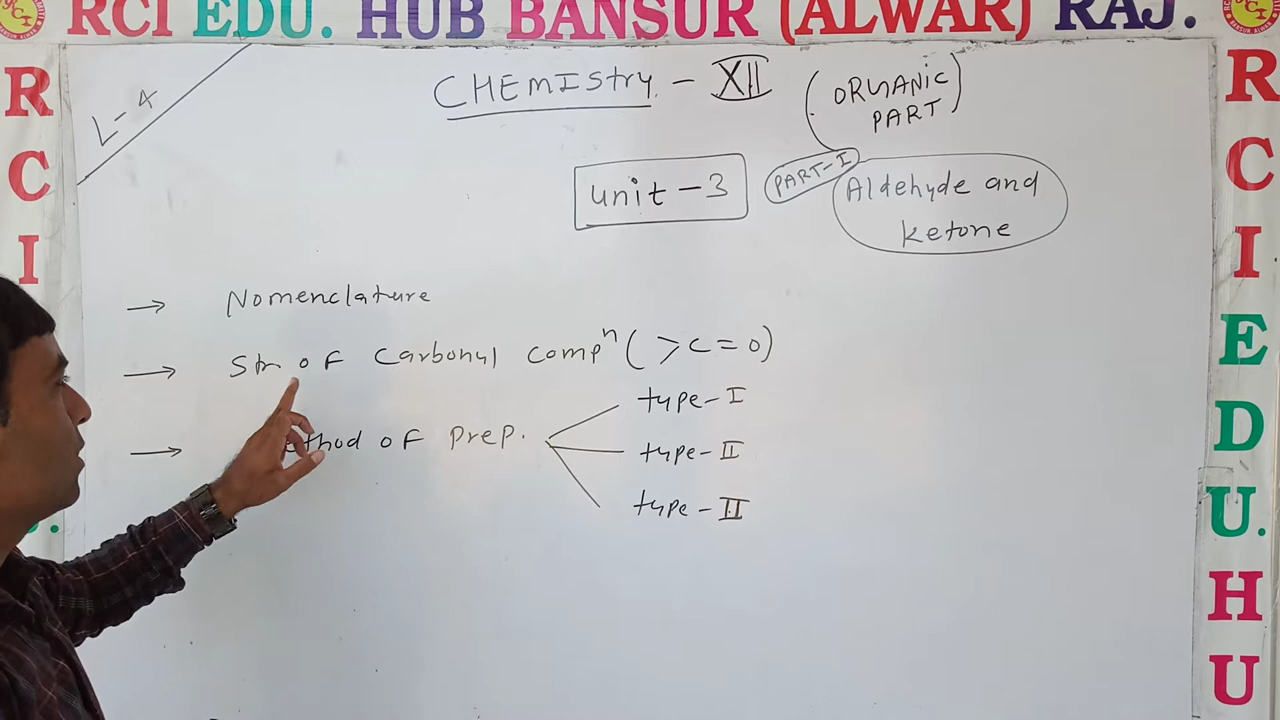 RCI EDU. HUB BANSUR (ALWAR) RAJ.
R
C
I
R
C
I
E
D
U.
H
U
L-4
CHEMIStry - XII
(ORGANIC
PART)
unit-3
PART-I
Aldehyde and
ketone
→ Nomenclature
→ Str of Carbonyl Compⁿ (>C=O)
→ ethod of Prep.
type-I
type-II
type-II